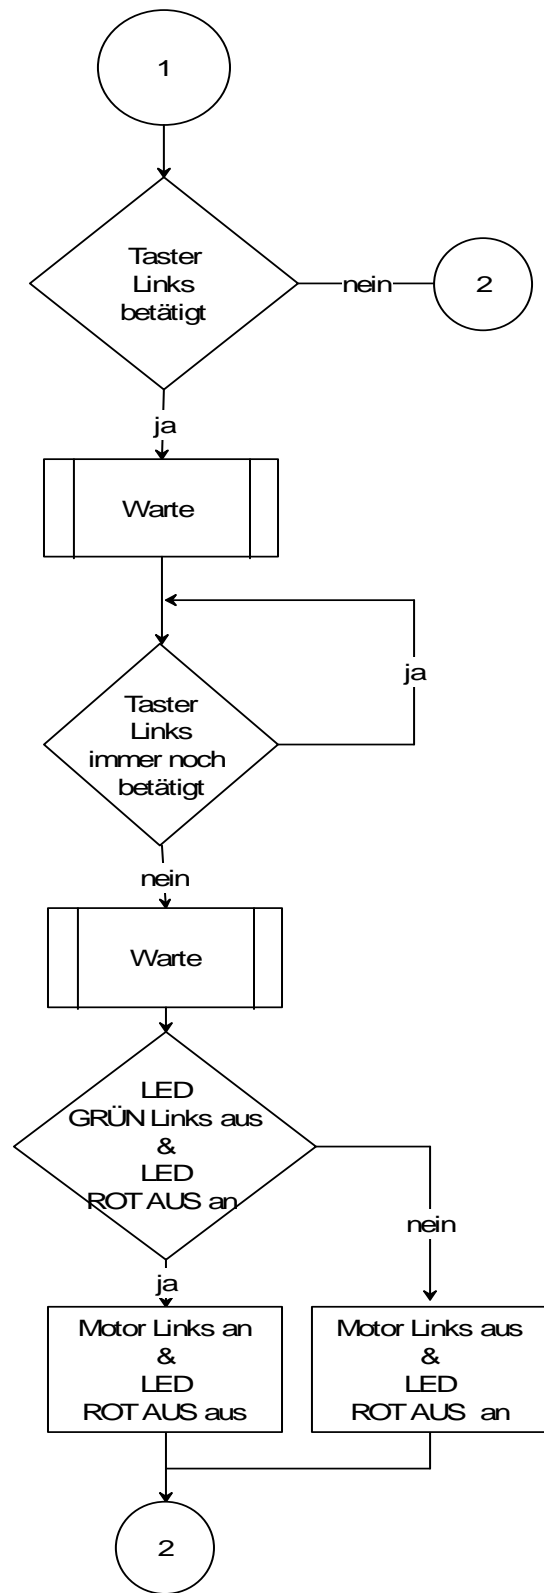 1
Taster
Links
betätigt
nein
2
ja
Warte
ja
Taster
Links
immer noch
betätigt
nein
Warte
LED
GRÜN Links aus
&
LED
ROT AUS an
nein
ja
Motor Links an
&
LED
ROT AUS aus
Motor Links aus
&
LED
ROT AUS an
2